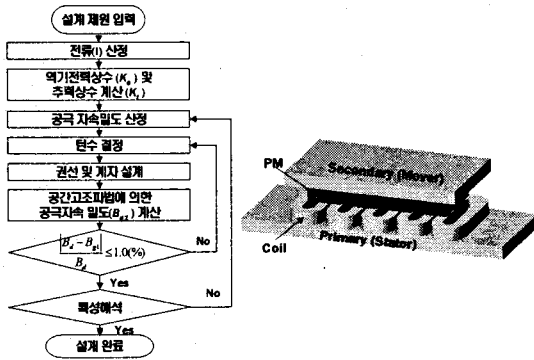 설계 제원 입력
전류(I) 산정
역기전력상수 (Ke) 및
추력상수 계산 (Kt)
공극 자속밀도 산정
턴수 결정
권선 및 계자 설계
공간고조파법에 의한
공극자속 밀도(Bg1) 계산
|Bg - Bg1| / Bg ≤1.0(%)
No
Yes
특성해석
No
Yes
설계 완료
PM
Secondary (Mover)
Coil
Primary (Stator)